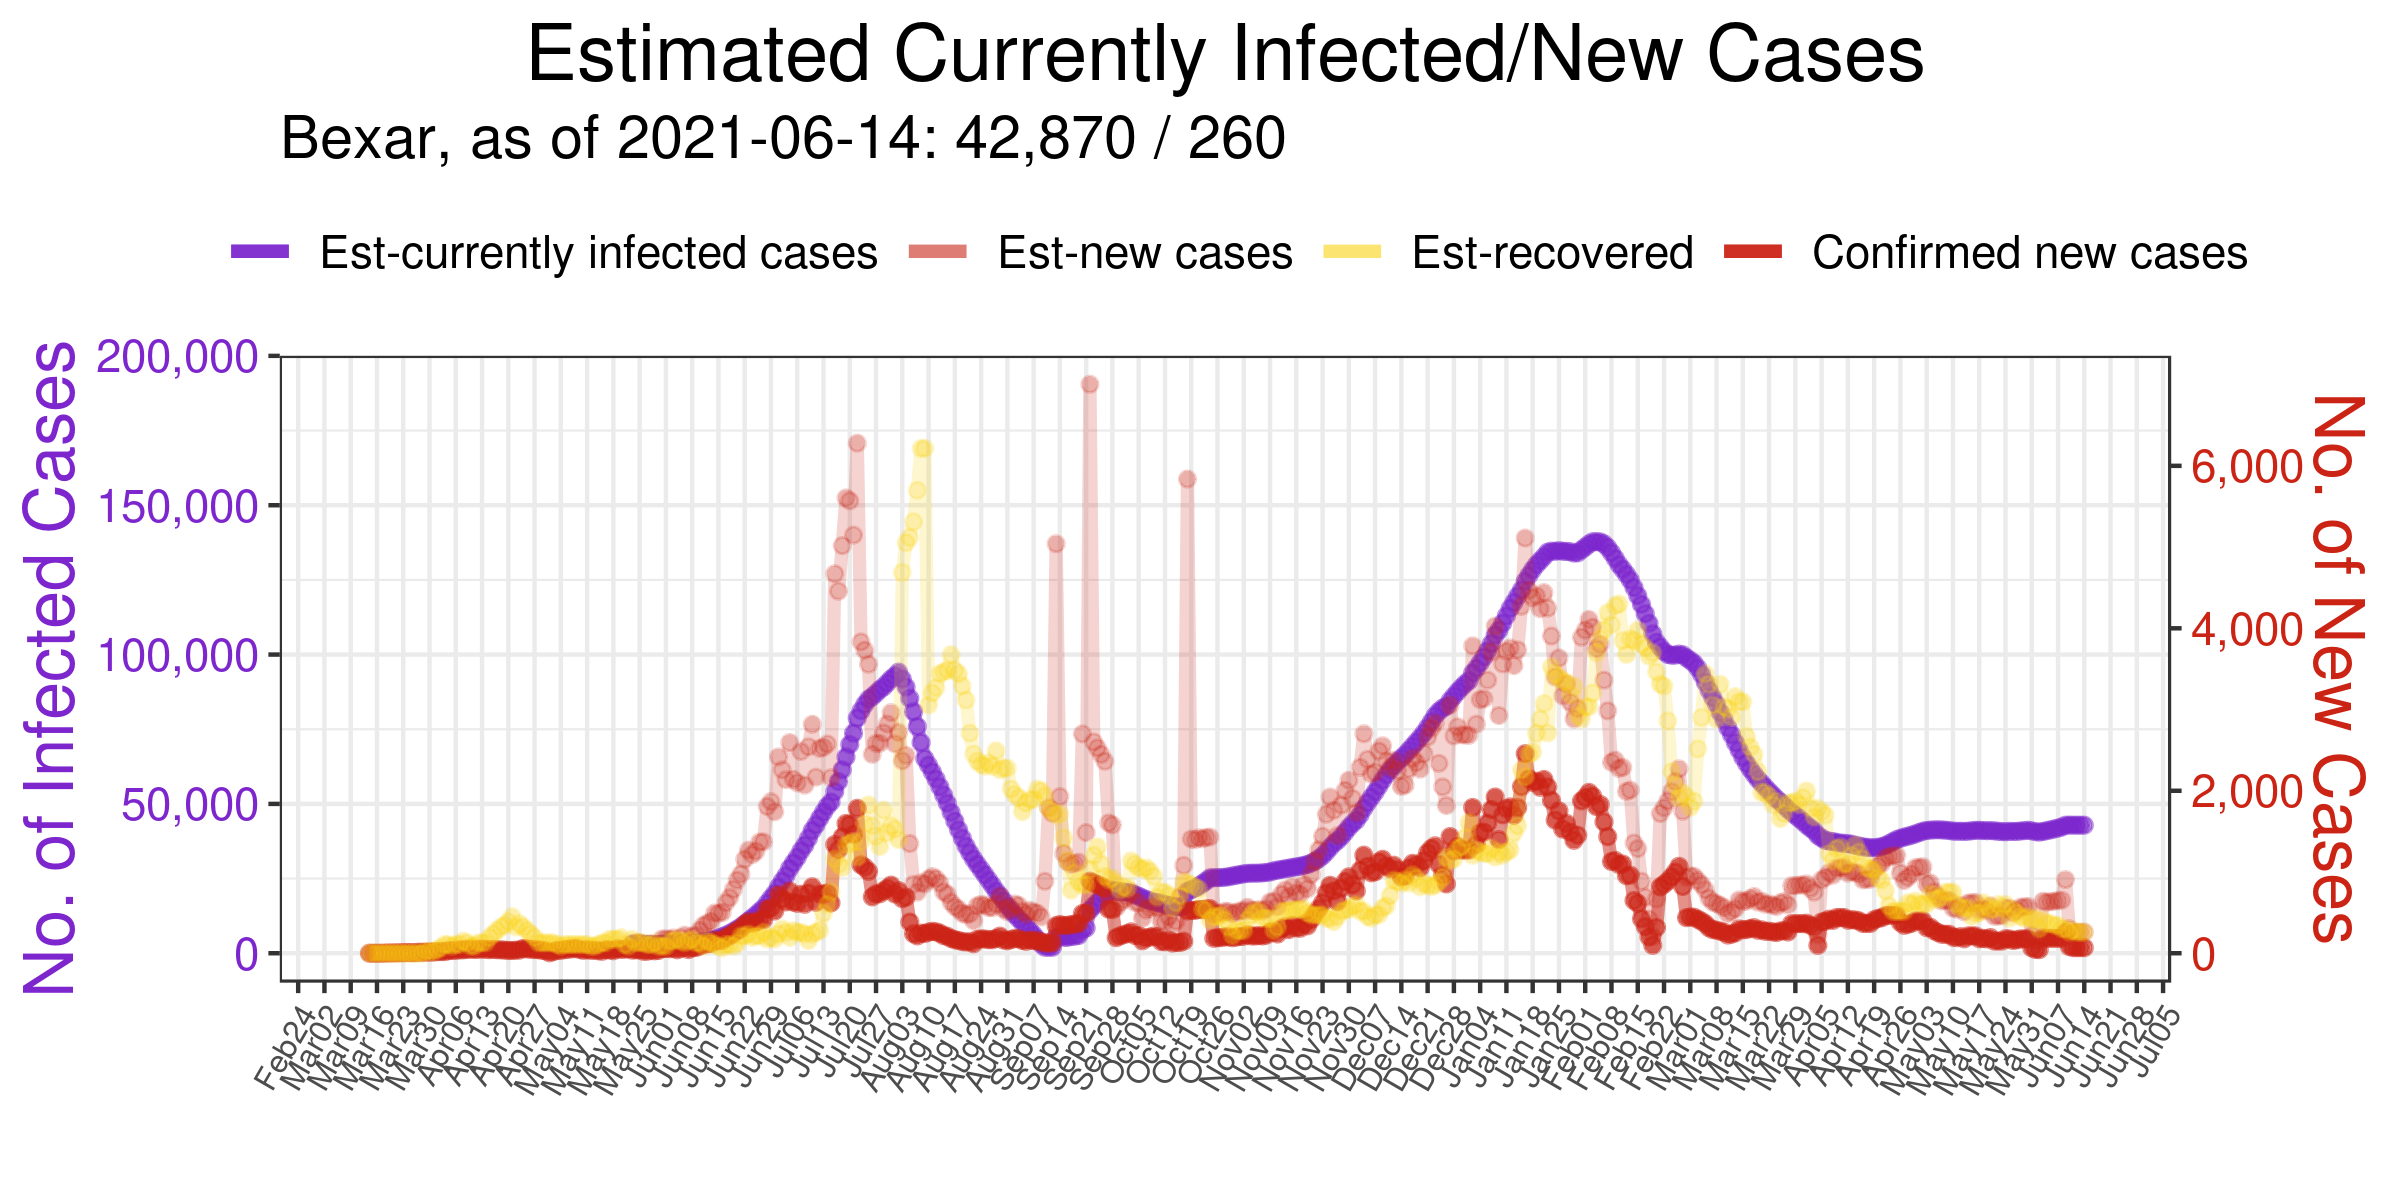 Estimated Currently Infected/New Cases
Bexar, as of 2021-06-14: 42,870 / 260
Est-currently infected cases Est-new cases Est-recovered Confirmed new cases
No. of Infected Cases
200,000
150,000
100,000
50,000
0
6,000
4,000
2,000
0
No. of New Cases
Feb24 Mar02 Mar09 Mar16 Mar23 Mar30 Apr06 Apr13 Apr20 Apr27 May04 May11 May18 May25 Jun01 Jun08 Jun15 Jun22 Jun29 Jul06 Jul13 Jul20 Jul27 Aug03 Aug10 Aug17 Aug24 Aug31 Sep07 Sep14 Sep21 Sep28 Oct05 Oct12 Oct19 Oct26 Nov02 Nov09 Nov16 Nov23 Nov30 Dec07 Dec14 Dec21 Dec28 Jan04 Jan11 Jan18 Jan25 Feb01 Feb08 Feb15 Feb22 Mar01 Mar08 Mar15 Mar22 Mar29 Apr05 Apr12 Apr19 Apr26 May03 May10 May17 May24 May31 Jun07 Jun14 Jun21 Jun28 Jul05